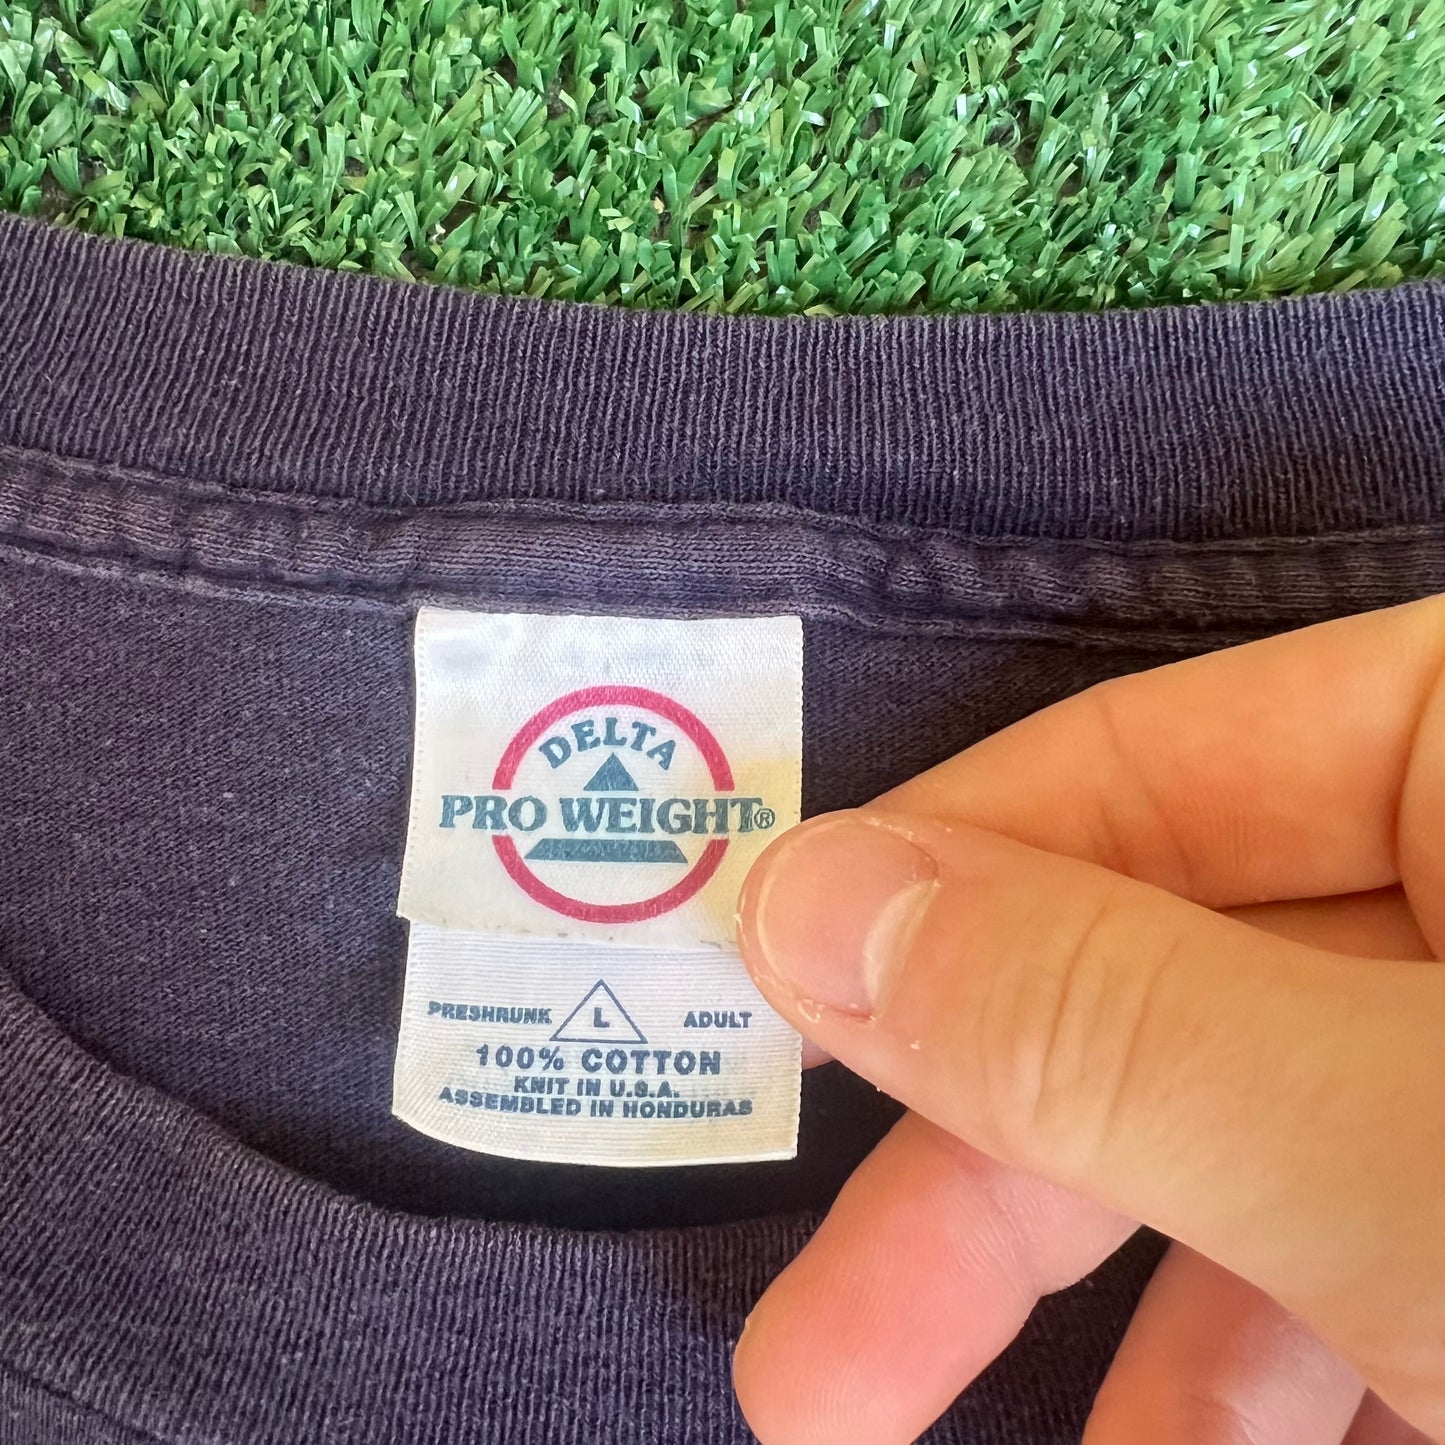 DELTA
PRO WEIGHT®
PRESHRUNK L ADULT
100% COTTON
KNIT IN U.S.A.
ASSEMBLED IN HONDURAS